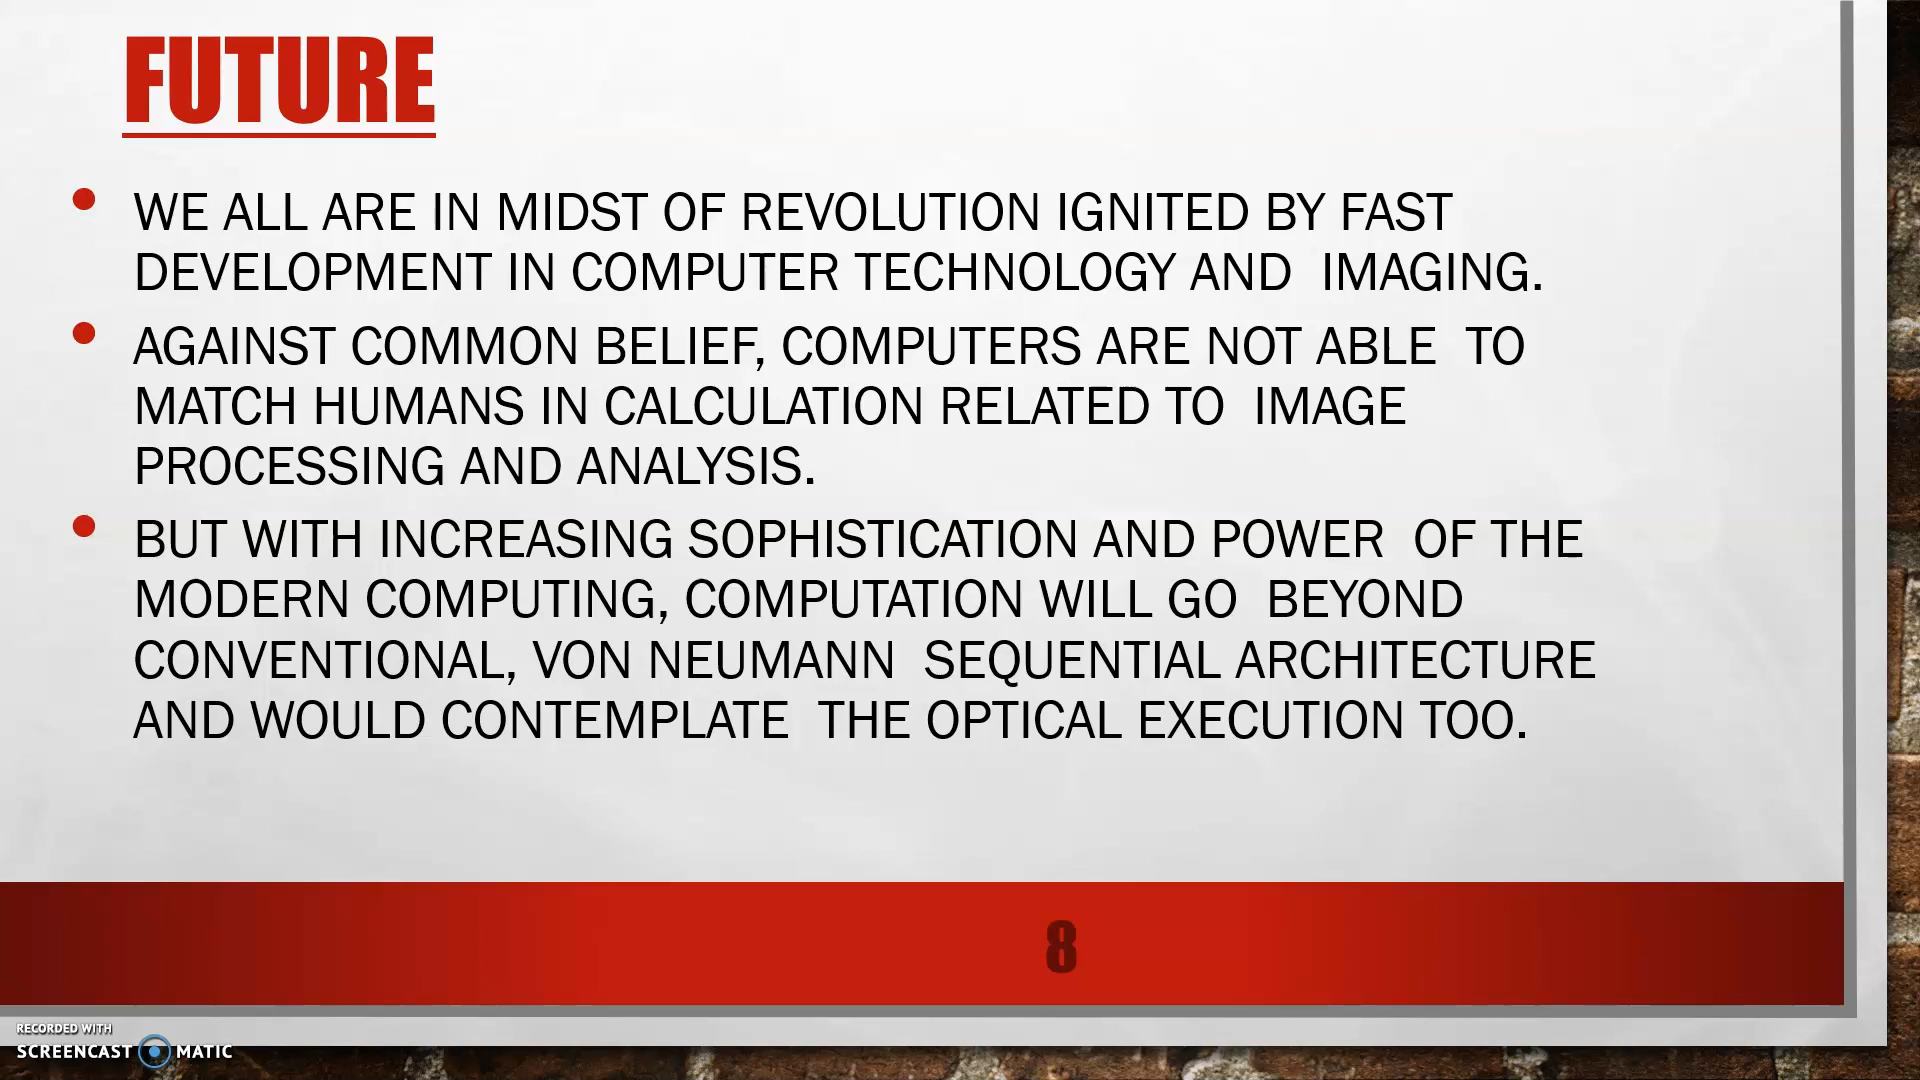 FUTURE
• WE ALL ARE IN MIDST OF REVOLUTION IGNITED BY FAST
DEVELOPMENT IN COMPUTER TECHNOLOGY AND IMAGING.
• AGAINST COMMON BELIEF, COMPUTERS ARE NOT ABLE TO
MATCH HUMANS IN CALCULATION RELATED TO IMAGE
PROCESSING AND ANALYSIS.
• BUT WITH INCREASING SOPHISTICATION AND POWER OF THE
MODERN COMPUTING, COMPUTATION WILL GO BEYOND
CONVENTIONAL, VON NEUMANN SEQUENTIAL ARCHITECTURE
AND WOULD CONTEMPLATE THE OPTICAL EXECUTION TOO.
8
RECORDED WITH
SCREENCAST MATIC